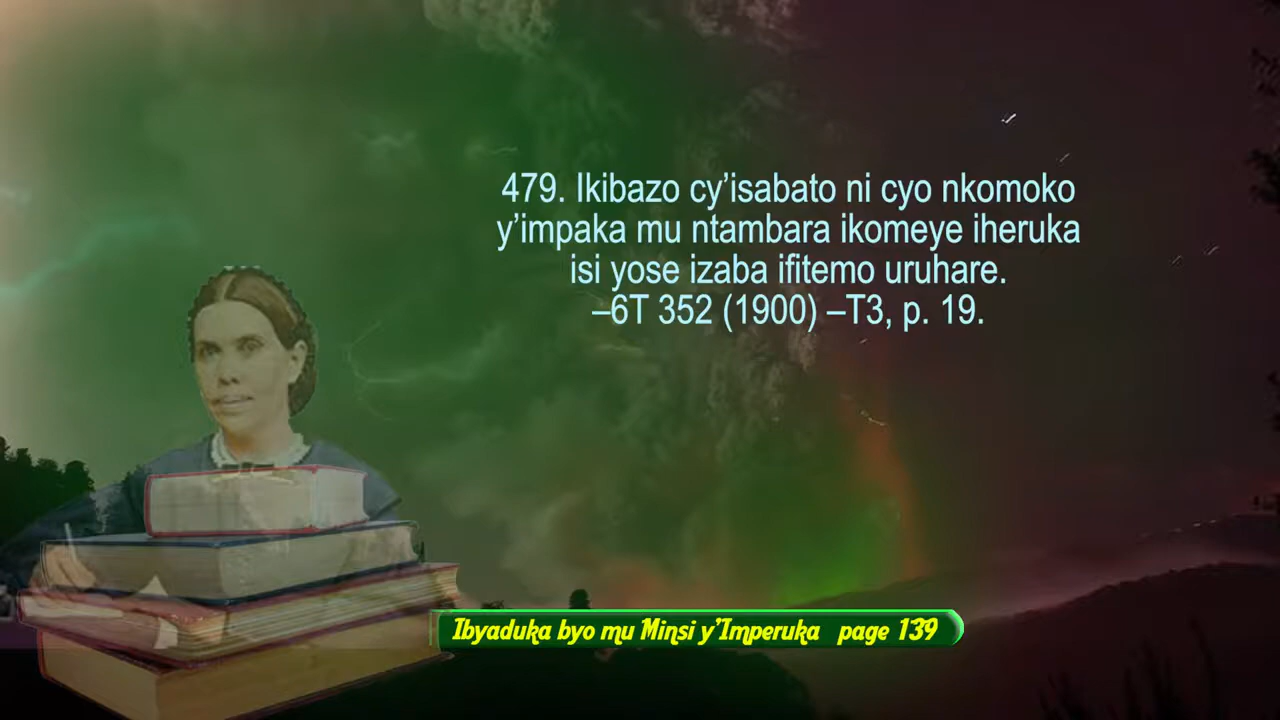 479. Ikibazo cy’isabato ni cyo nkomoko
y’impaka mu ntambara ikomeye iheruka
isi yose izaba ifitemo uruhare.
–6T 352 (1900) –T3, p. 19.
Ibyaduka byo mu Minsi y’Imperuka page 139